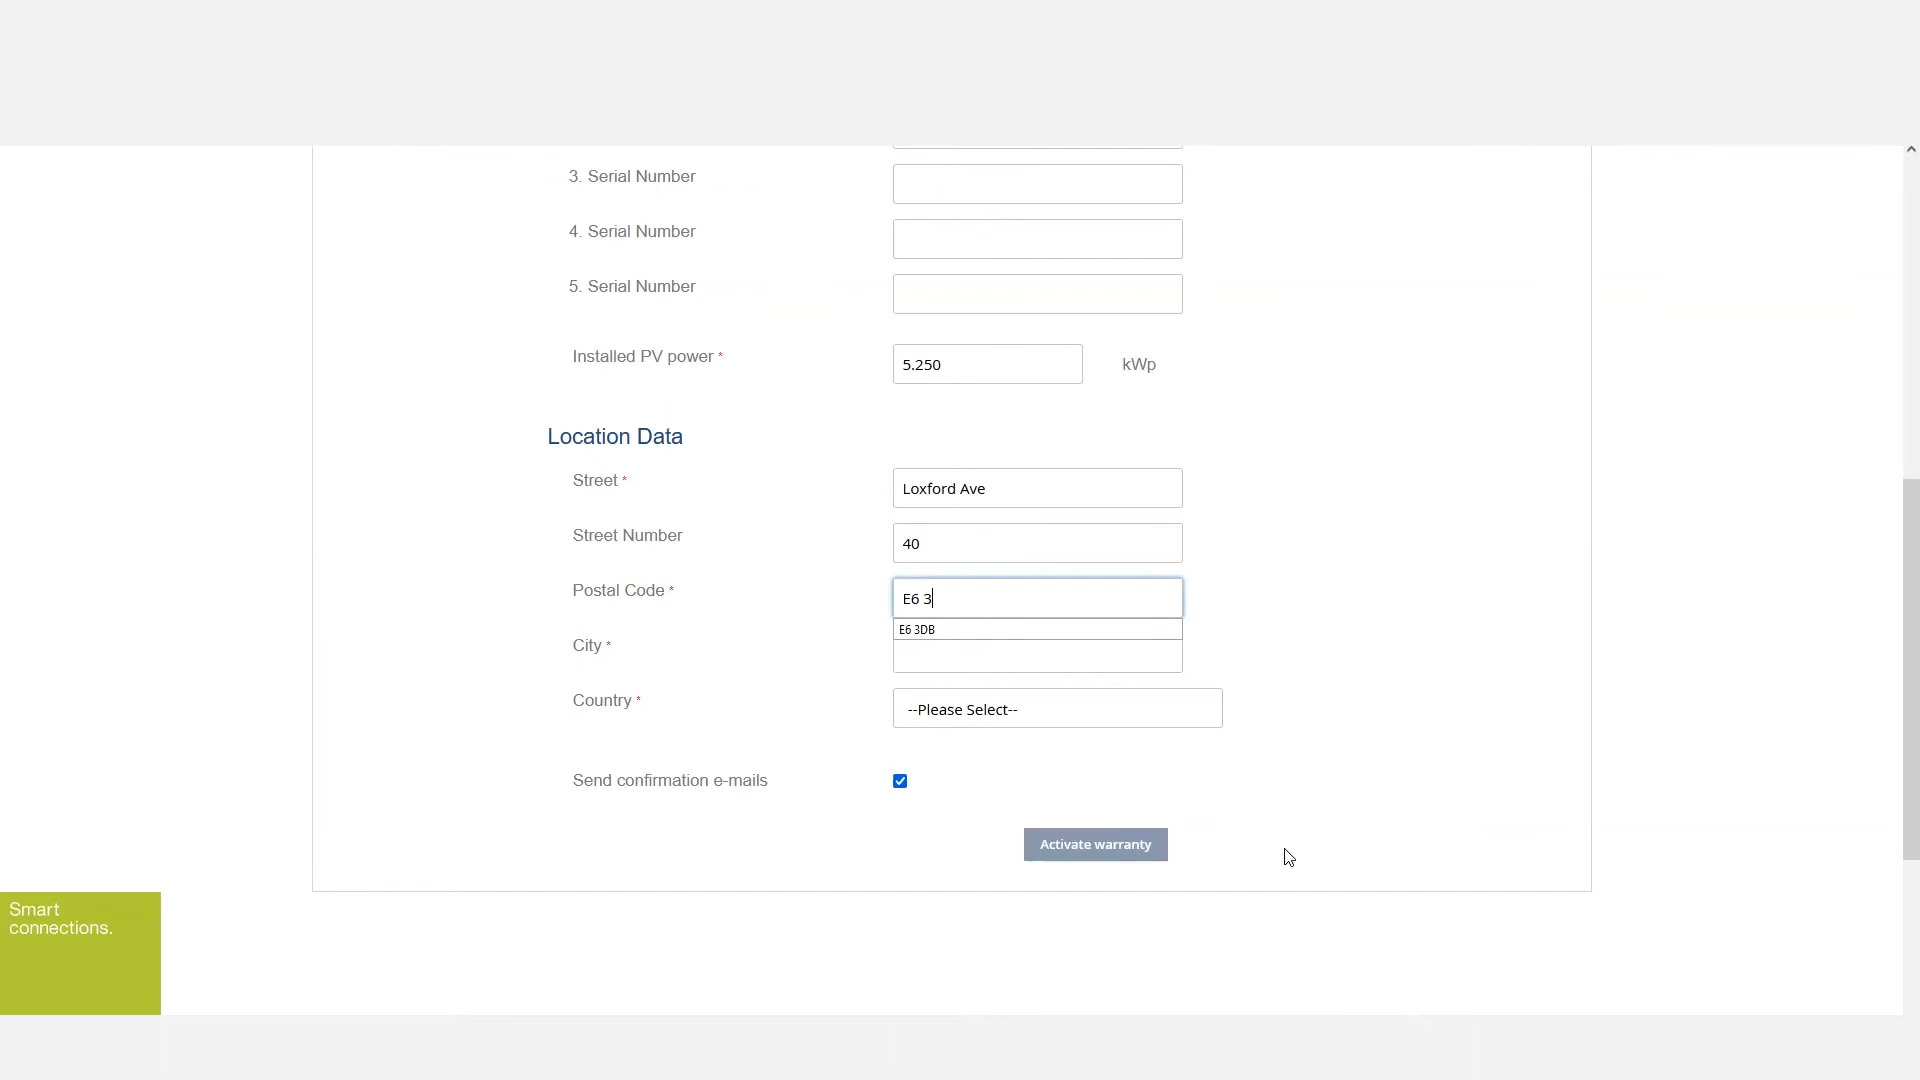 3. Serial Number
4. Serial Number
5. Serial Number
Installed PV power *
5.250
kWp
Location Data
Street *
Loxford Ave
Street Number
40
Postal Code *
E6 3
E6 3DB
City *
Country *
--Please Select--
Send confirmation e-mails
Activate warranty
Smart
connections.